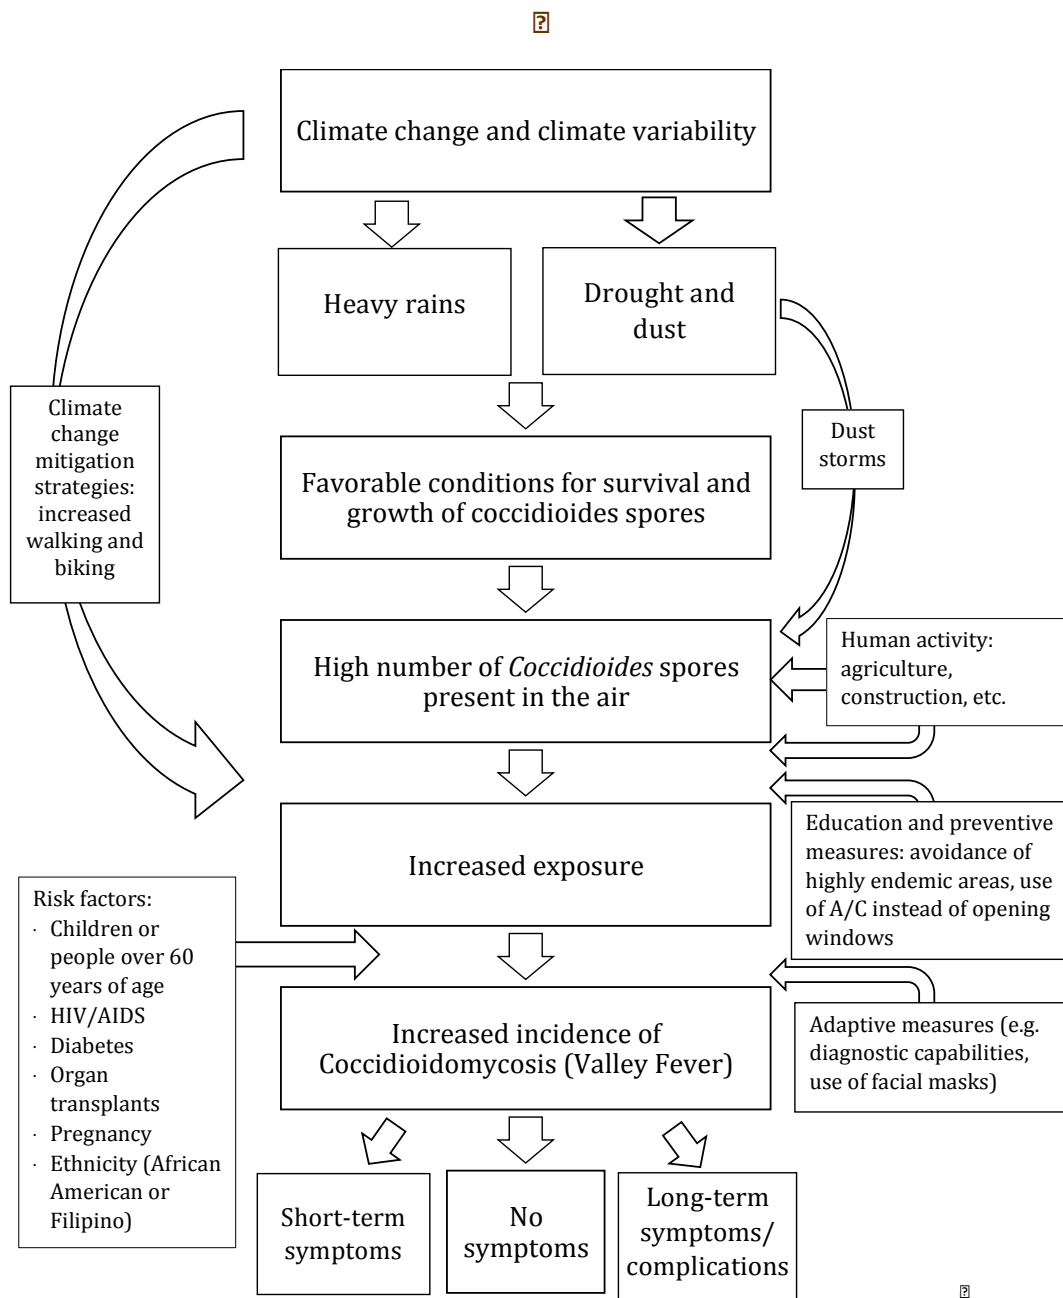 Climate change and climate variability
Heavy rains
Drought and
dust
Climate
change
mitigation
strategies:
increased
walking and
biking
Dust
storms
Favorable conditions for survival and
growth of coccidioides spores
High number of Coccidioides spores
present in the air
Human activity:
agriculture,
construction, etc.
Increased exposure
Education and preventive
measures: avoidance of
highly endemic areas, use
of A/C instead of opening
windows
Risk factors:
· Children or
people over 60
years of age
· HIV/AIDS
· Diabetes
· Organ
transplants
· Pregnancy
· Ethnicity (African
American or
Filipino)
Increased incidence of
Coccidioidomycosis (Valley Fever)
Adaptive measures (e.g.
diagnostic capabilities,
use of facial masks)
Short-term
symptoms
No
symptoms
Long-term
symptoms/
complications